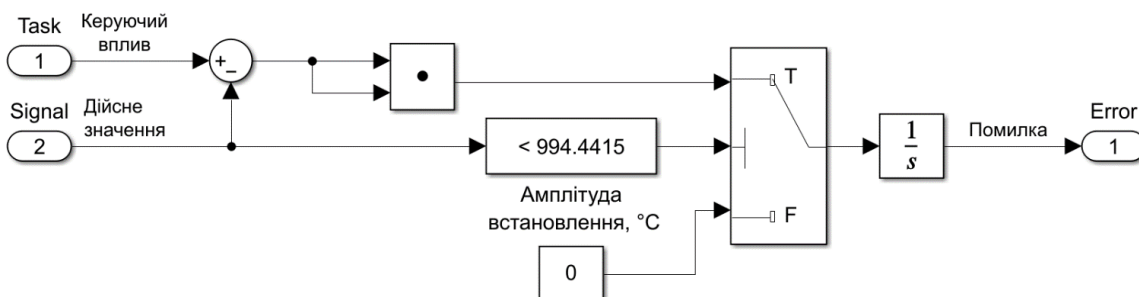 Task
Керуючий
вплив
1
+
−
T
Signal
Дійсне
значення
2
< 994.4415
1
s
Помилка
Error
1
Амплітуда
встановлення, °C
F
0